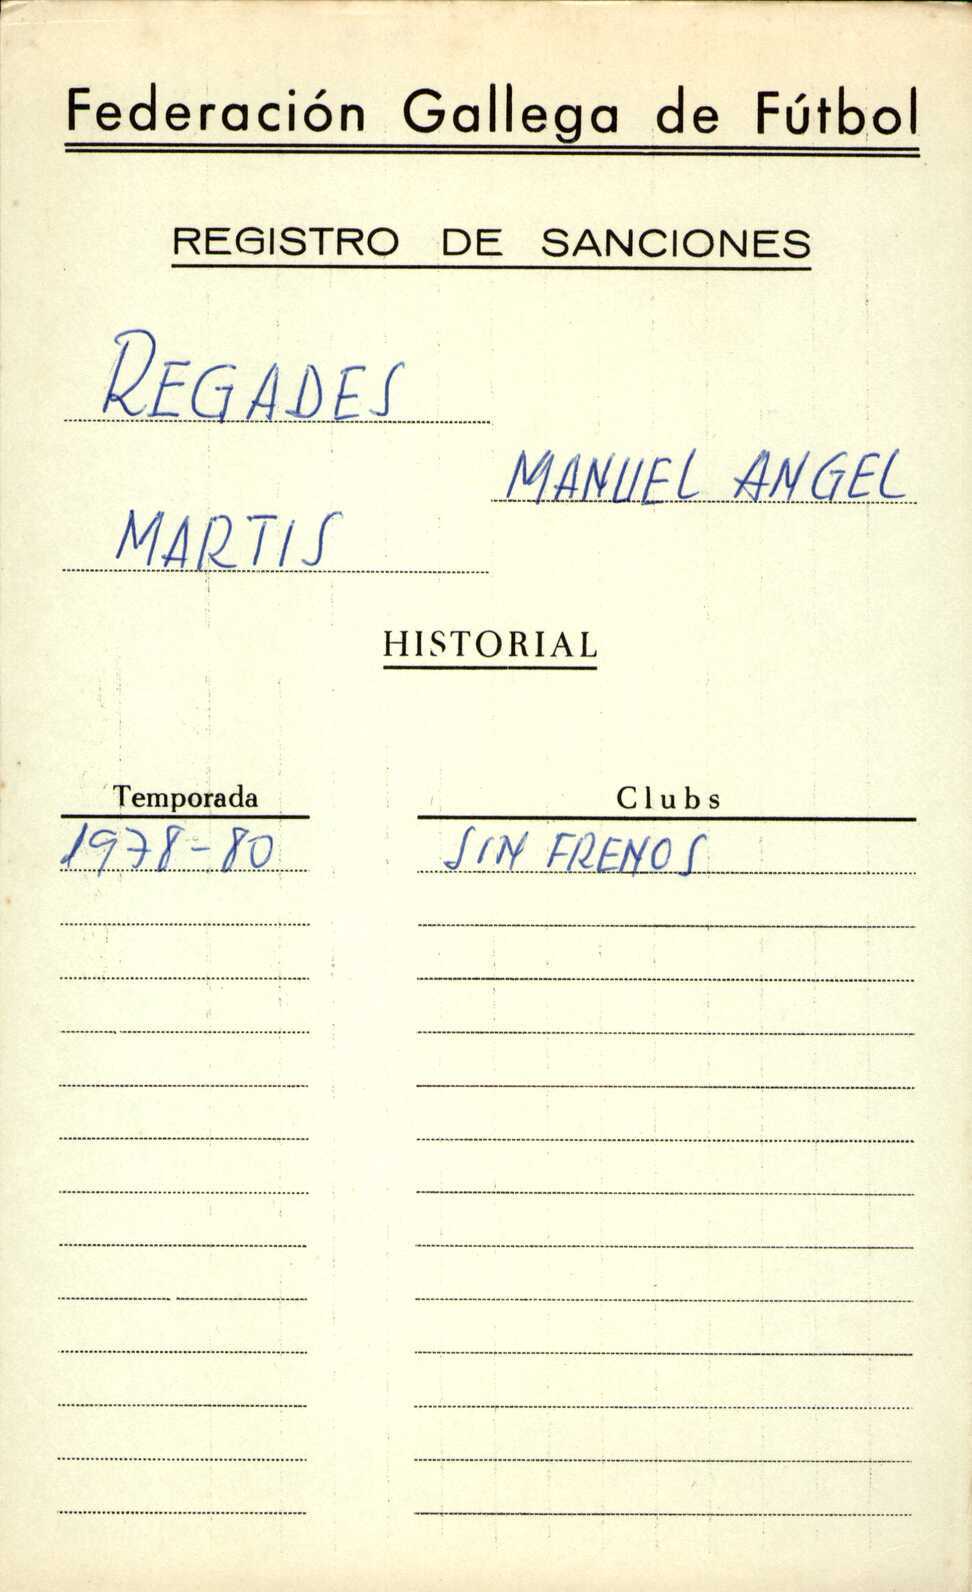 Federación Gallega de Fútbol
REGISTRO DE SANCIONES
REGADES
MANUEL ANGEL
MARTIS
HISTORIAL
Temporada Clubs
1978-80 SIN FRENOS